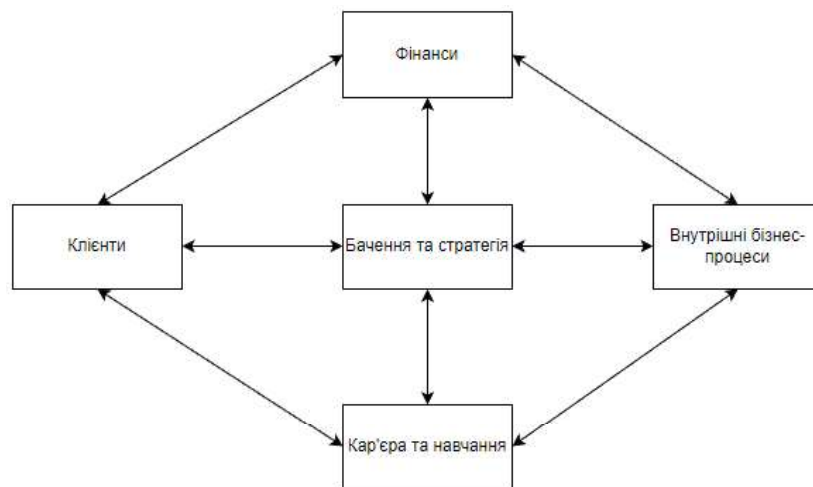 Фінанси
Клієнти
Бачення та стратегія
Внутрішні бізнес-
процеси
Кар'єра та навчання